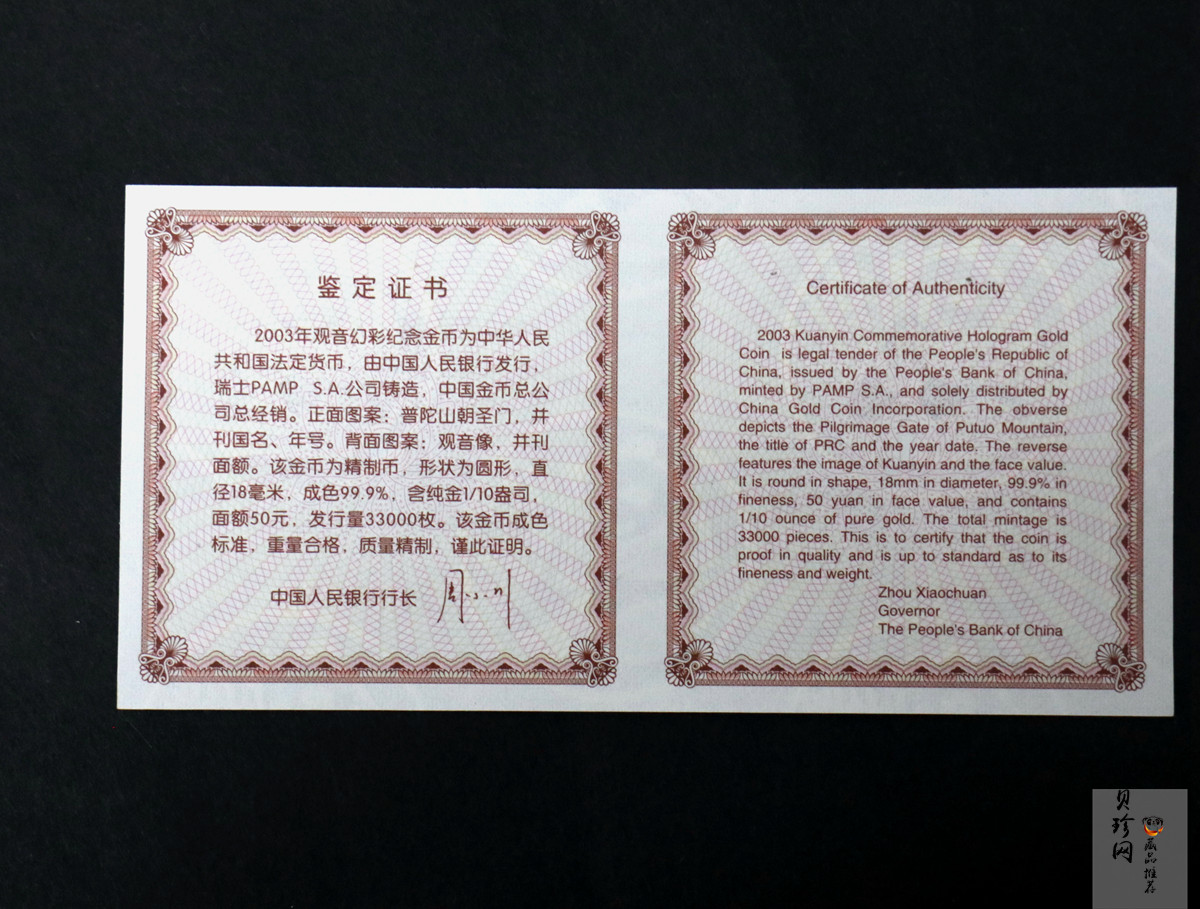 鉴定证书
2003年观音幻彩纪念金币为中华人民
共和国法定货币，由中国人民银行发行，
瑞士PAMP S.A.公司铸造，中国金币总公
司总经销。正面图案：普陀山朝圣门，并
刊国名、年号。背面图案：观音像，并刊
面额。该金币为精制币，形状为圆形，直
径18毫米，成色99.9%，含纯金1/10盎司，
面额50元，发行量33000枚。该金币成色
标准，重量合格，质量精制，谨此证明。
中国人民银行行长 周小川
Certificate of Authenticity
2003 Kuanyin Commemorative Hologram Gold
Coin is legal tender of the People's Republic of
China, issued by the People's Bank of China,
minted by PAMP S.A., and solely distributed by
China Gold Coin Incorporation. The obverse
depicts the Pilgrimage Gate of Putuo Mountain,
the title of PRC and the year date. The reverse
features the image of Kuanyin and the face value.
It is round in shape, 18mm in diameter, 99.9% in
fineness, 50 yuan in face value, and contains
1/10 ounce of pure gold. The total mintage is
33000 pieces. This is to certify that the coin is
proof in quality and is up to standard as to its
fineness and weight.
Zhou Xiaochuan
Governor
The People's Bank of China
贝珍网
藏品推荐